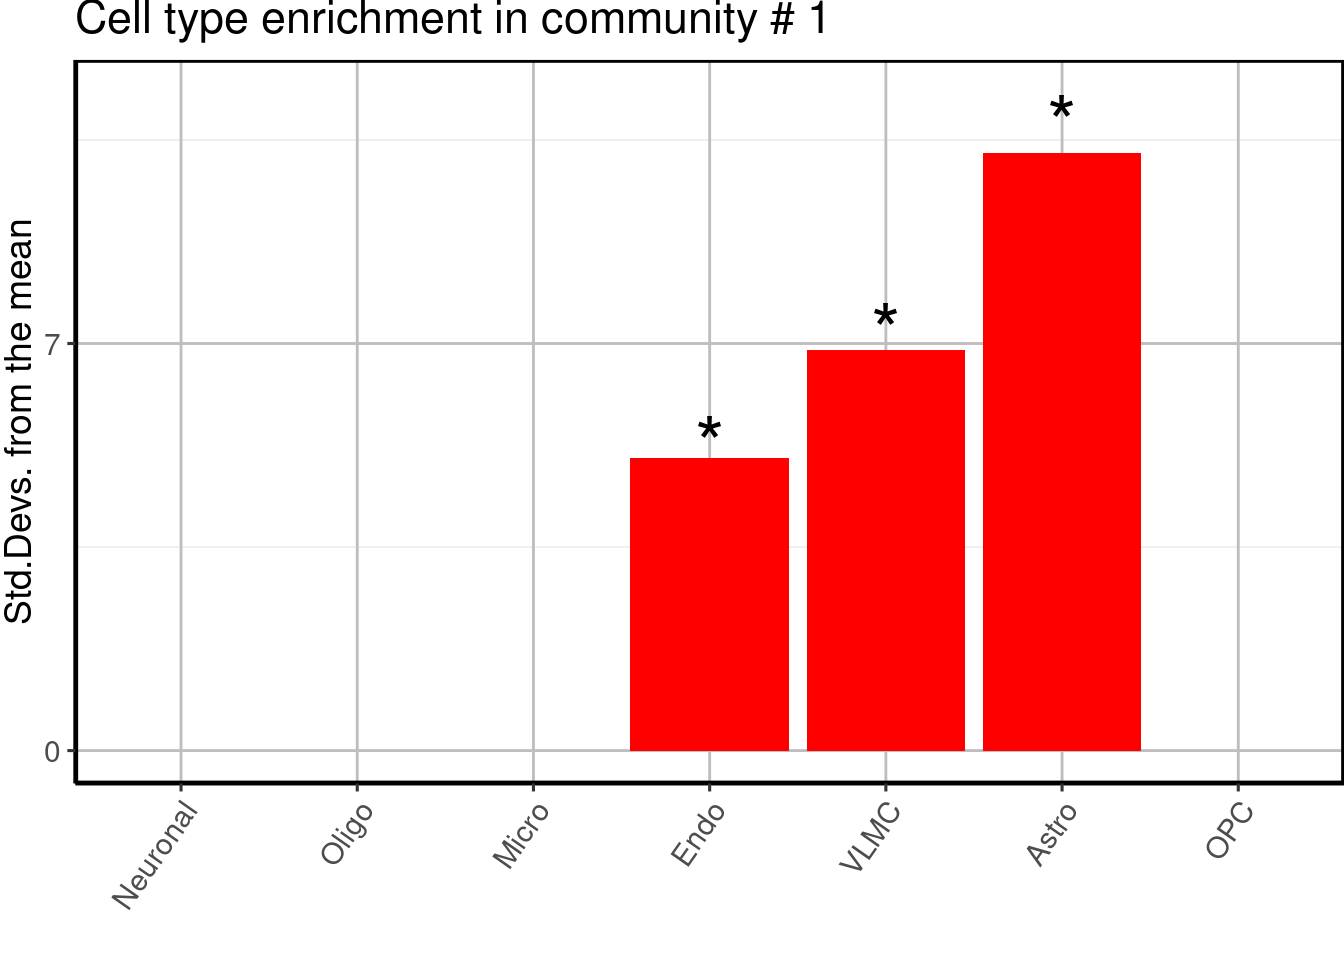 Cell type enrichment in community # 1
Std.Devs. from the mean
*
*
7
*
0
Neuronal
Oligo
Micro
Endo
VLMC
Astro
OPC